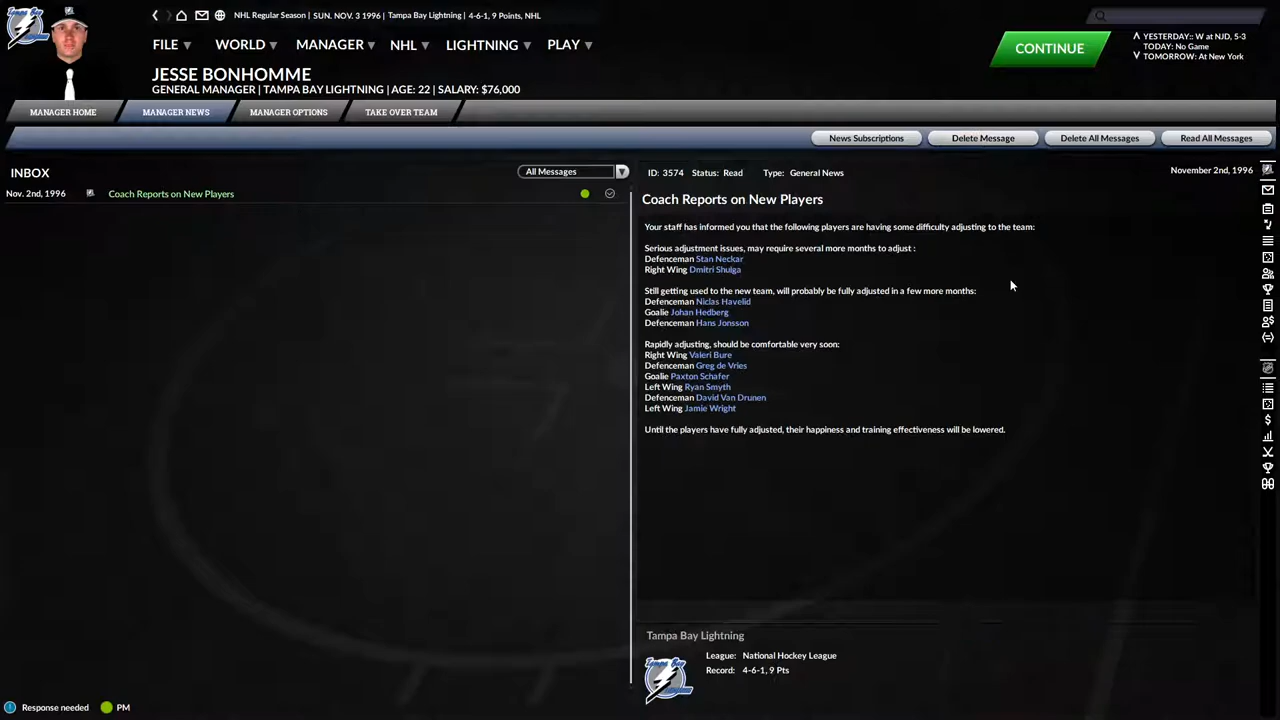 NHL Regular Season | SUN. NOV. 3 1996 | Tampa Bay Lightning | 4-6-1, 9 Points, NHL
FILE WORLD MANAGER NHL LIGHTNING PLAY
CONTINUE
YESTERDAY:: W at NJD, 5-3
TODAY: No Game
TOMORROW: At New York
JESSE BONHOMME
GENERAL MANAGER | TAMPA BAY LIGHTNING | AGE: 22 | SALARY: $76,000
MANAGER HOME MANAGER NEWS MANAGER OPTIONS TAKE OVER TEAM
News Subscriptions Delete Message Delete All Messages Read All Messages
INBOX
All Messages
Nov. 2nd, 1996 Coach Reports on New Players
ID: 3574 Status: Read Type: General News November 2nd, 1996
Coach Reports on New Players
Your staff has informed you that the following players are having some difficulty adjusting to the team:
Serious adjustment issues, may require several more months to adjust :
Defenceman Stan Neckar
Right Wing Dmitri Shulga
Still getting used to the new team, will probably be fully adjusted in a few more months:
Defenceman Niclas Havelid
Goalie Johan Hedberg
Defenceman Hans Jonsson
Rapidly adjusting, should be comfortable very soon:
Right Wing Valeri Bure
Defenceman Greg de Vries
Goalie Paxton Schafer
Left Wing Ryan Smyth
Defenceman David Van Drunen
Left Wing Jamie Wright
Until the players have fully adjusted, their happiness and training effectiveness will be lowered.
Tampa Bay Lightning
League: National Hockey League
Record: 4-6-1, 9 Pts
Response needed PM